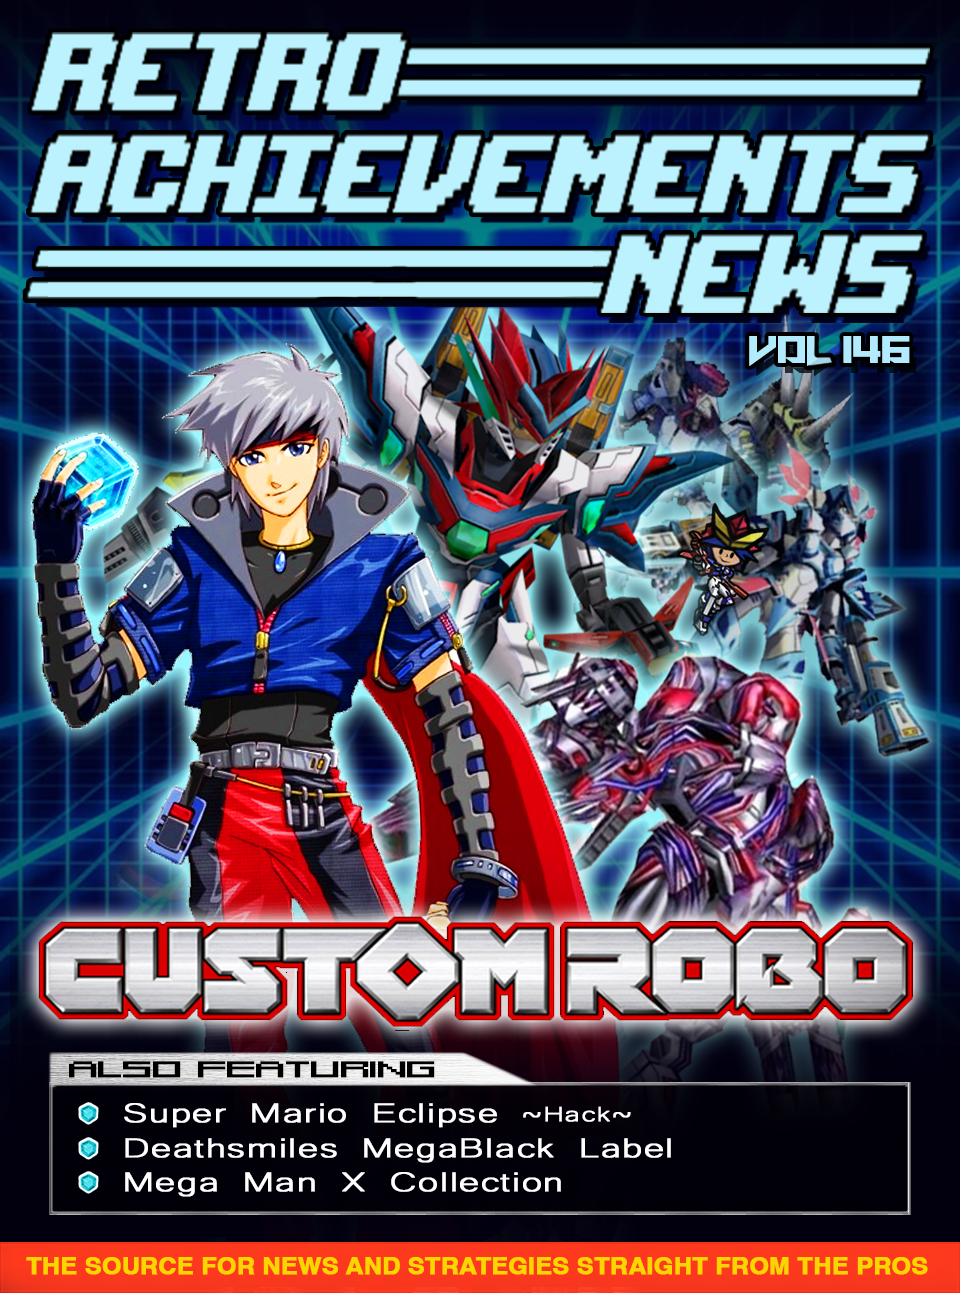 RETRO
ACHIEVEMENTS
NEWS
VOL 146
CUSTOM ROBO
ALSO FEATURING
Super Mario Eclipse ~Hack~
Deathsmiles MegaBlack Label
Mega Man X Collection
THE SOURCE FOR NEWS AND STRATEGIES STRAIGHT FROM THE PROS